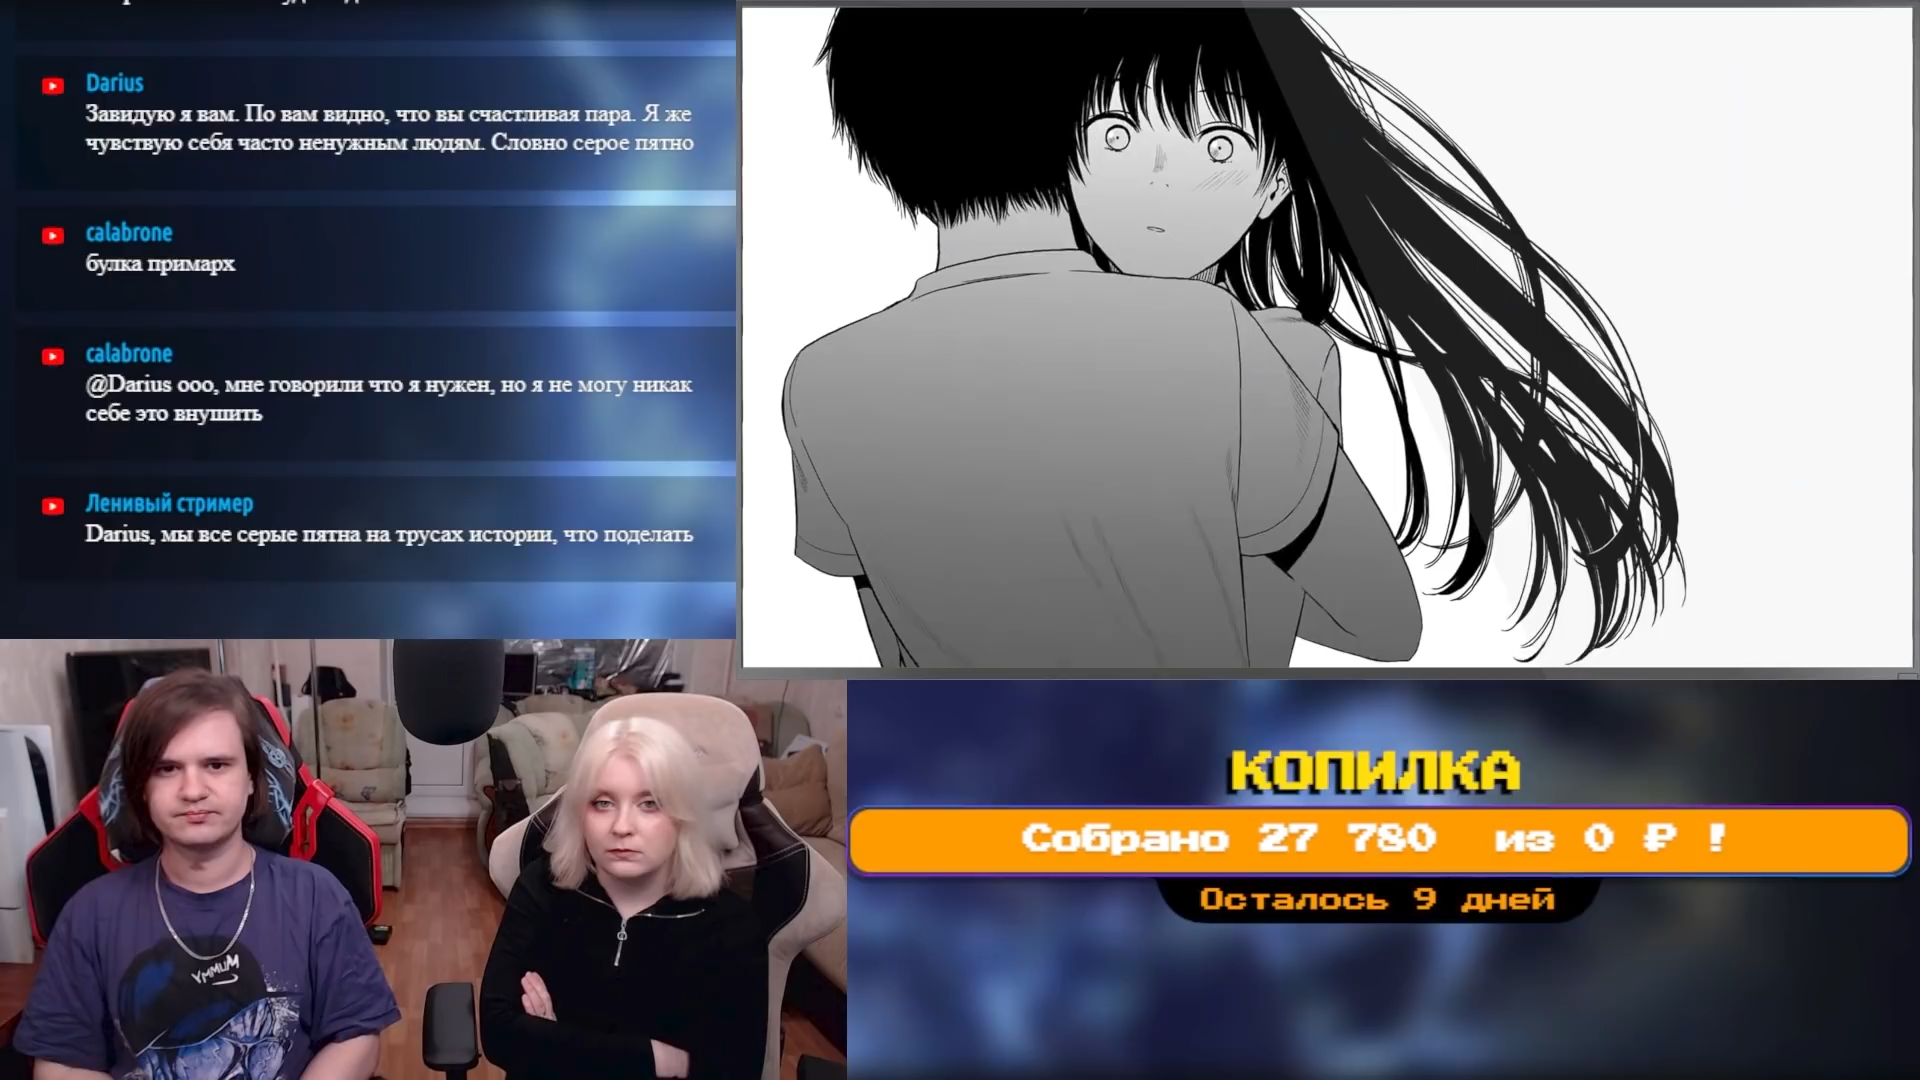 Darius
Завидую я вам. По вам видно, что вы счастливая пара. Я же
чувствую себя часто ненужным людям. Словно серое пятно
calabrone
булка примарх
calabrone
@Darius ооо, мне говорили что я нужен, но я не могу никак
себе это внушить
Ленивый стример
Darius, мы все серые пятна на трусах истории, что поделать
КОПИЛКА
Собрано 27 780 из 0 ₽ !
Осталось 9 дней